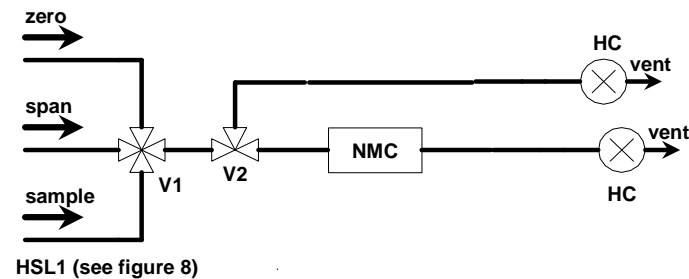 zero
HC
vent
span
vent
NMC
V1
V2
sample
HC
HSL1 (see figure 8)